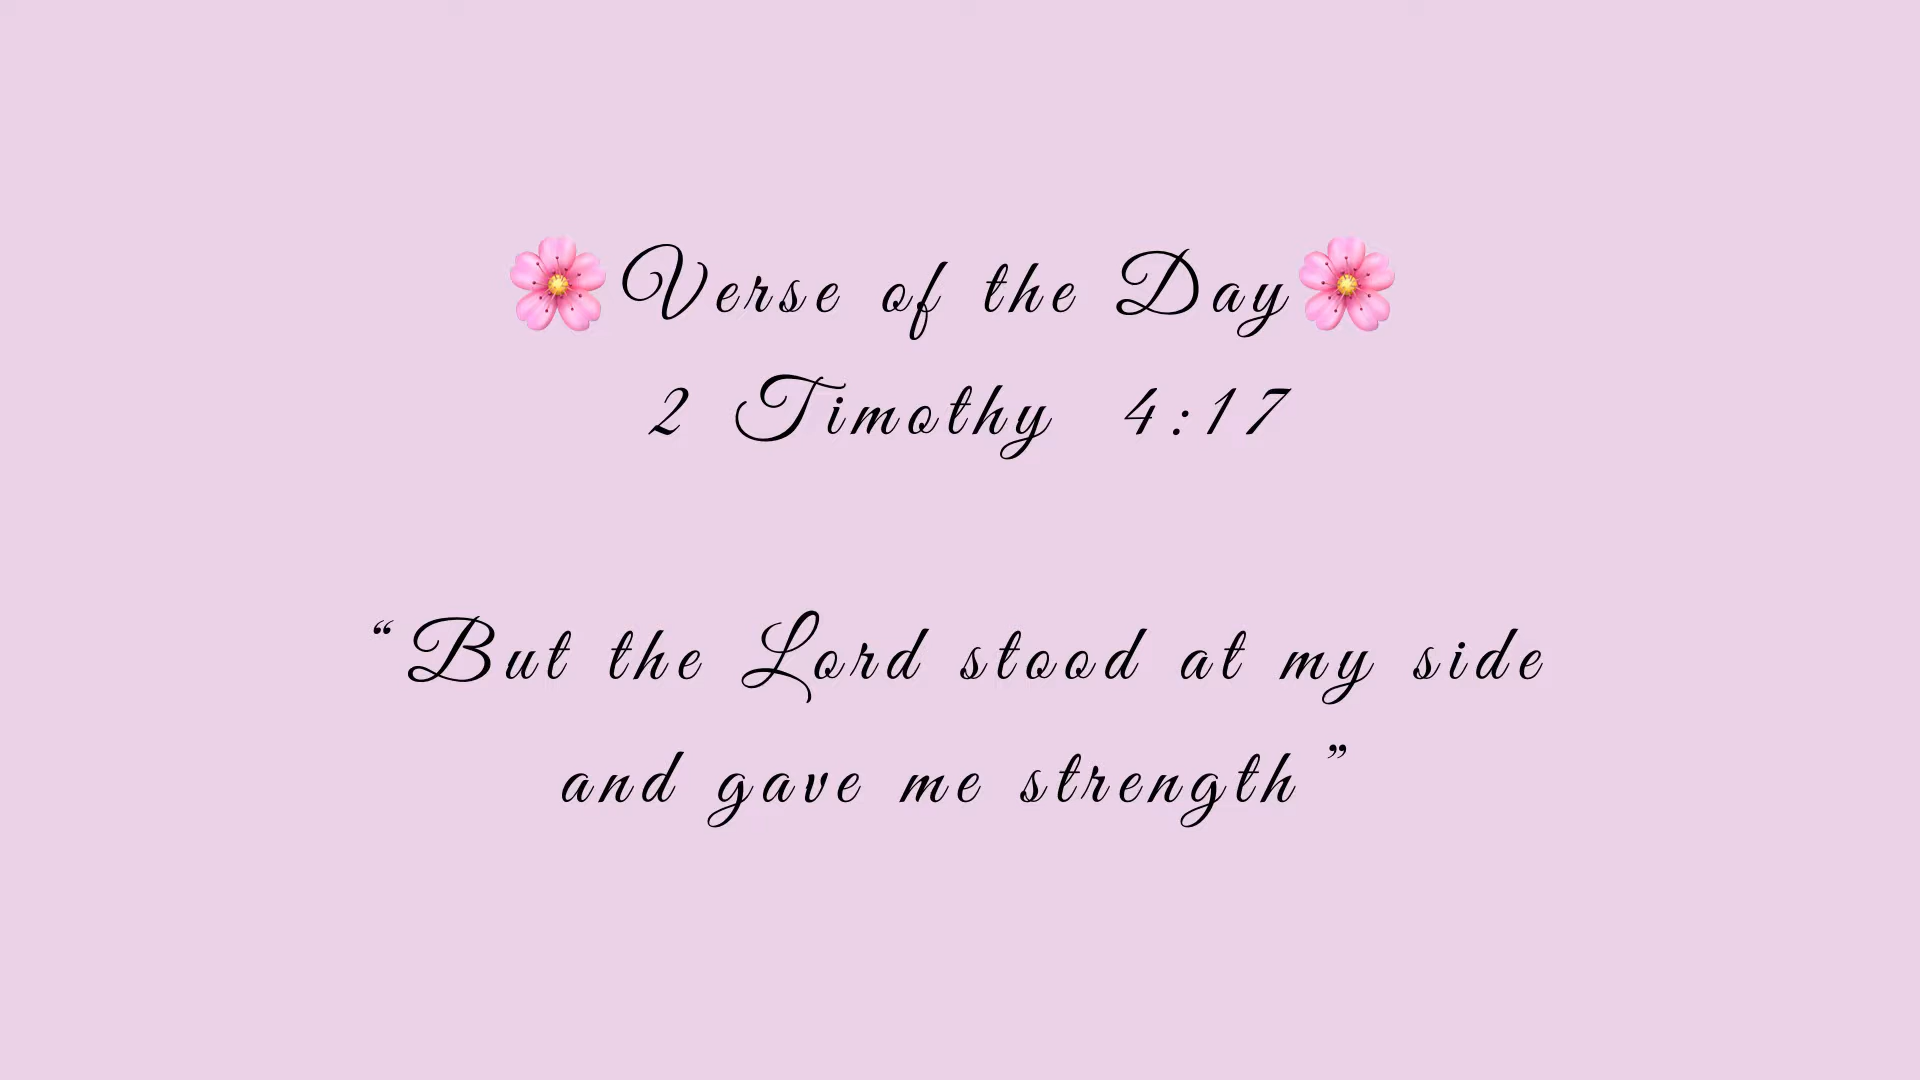 🌸Verse of the Day🌸
2 Timothy 4:17
“But the Lord stood at my side
and gave me strength”